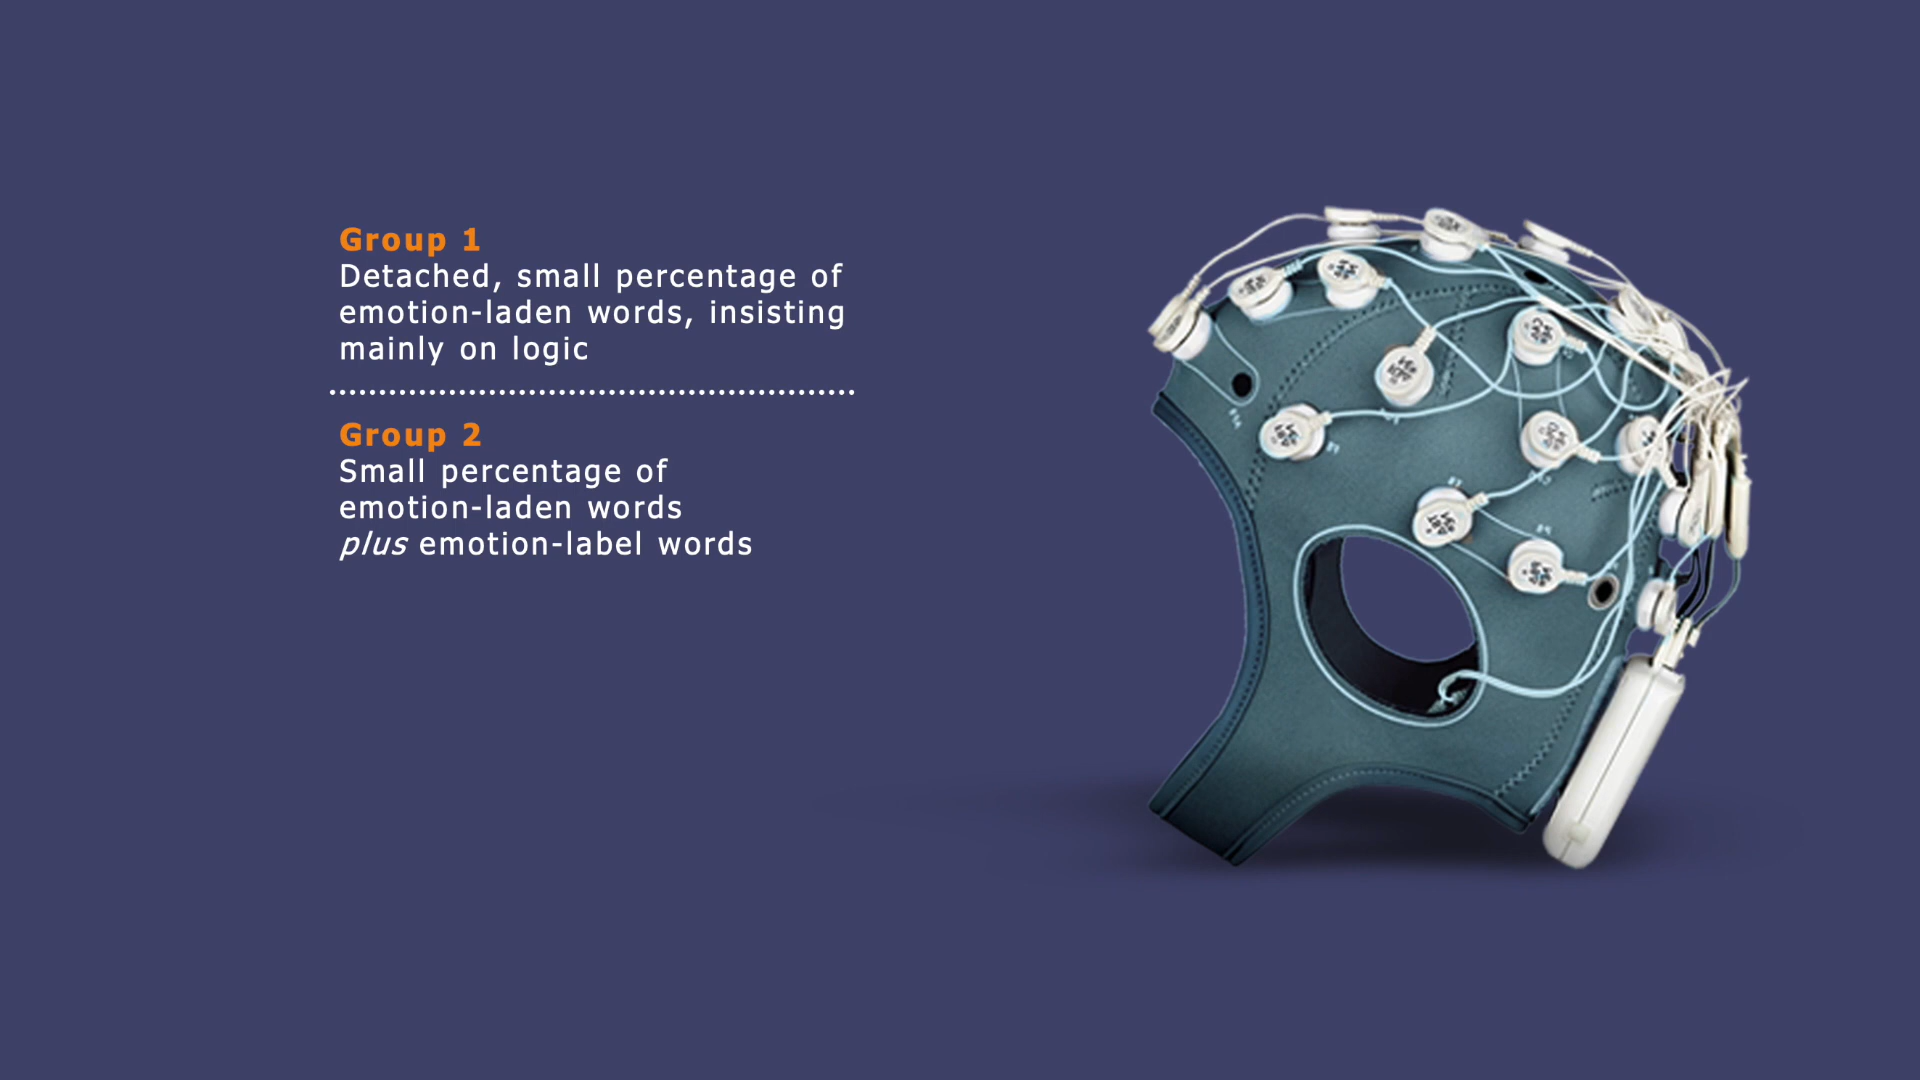 Group 1
Detached, small percentage of
emotion-laden words, insisting
mainly on logic
Group 2
Small percentage of
emotion-laden words
plus emotion-label words